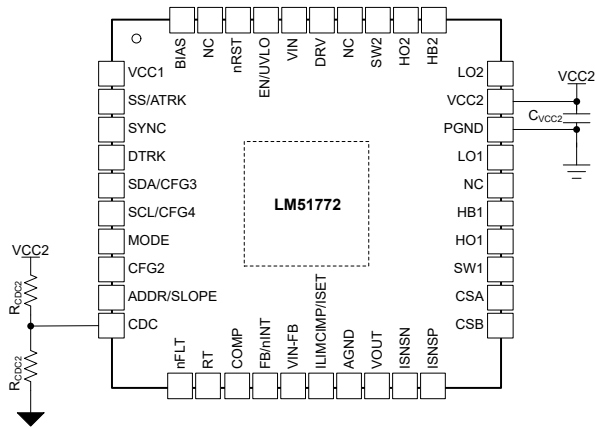 BIAS
NC
nRST
EN/UVLO
VIN
DRV
NC
SW2
HO2
HB2
VCC1
SS/ATRK
SYNC
DTRK
SDA/CFG3
SCL/CFG4
MODE
CFG2
ADDR/SLOPE
CDC
LM51772
LO2
VCC2
PGND
LO1
NC
HB1
HO1
SW1
CSA
CSB
nFLT
RT
COMP
FB/nINT
VIN-FB
ILIMCIMP/ISET
AGND
VOUT
ISNSN
ISNSP
VCC2
RCDC2
RCDC2
VCC2
CVCC2